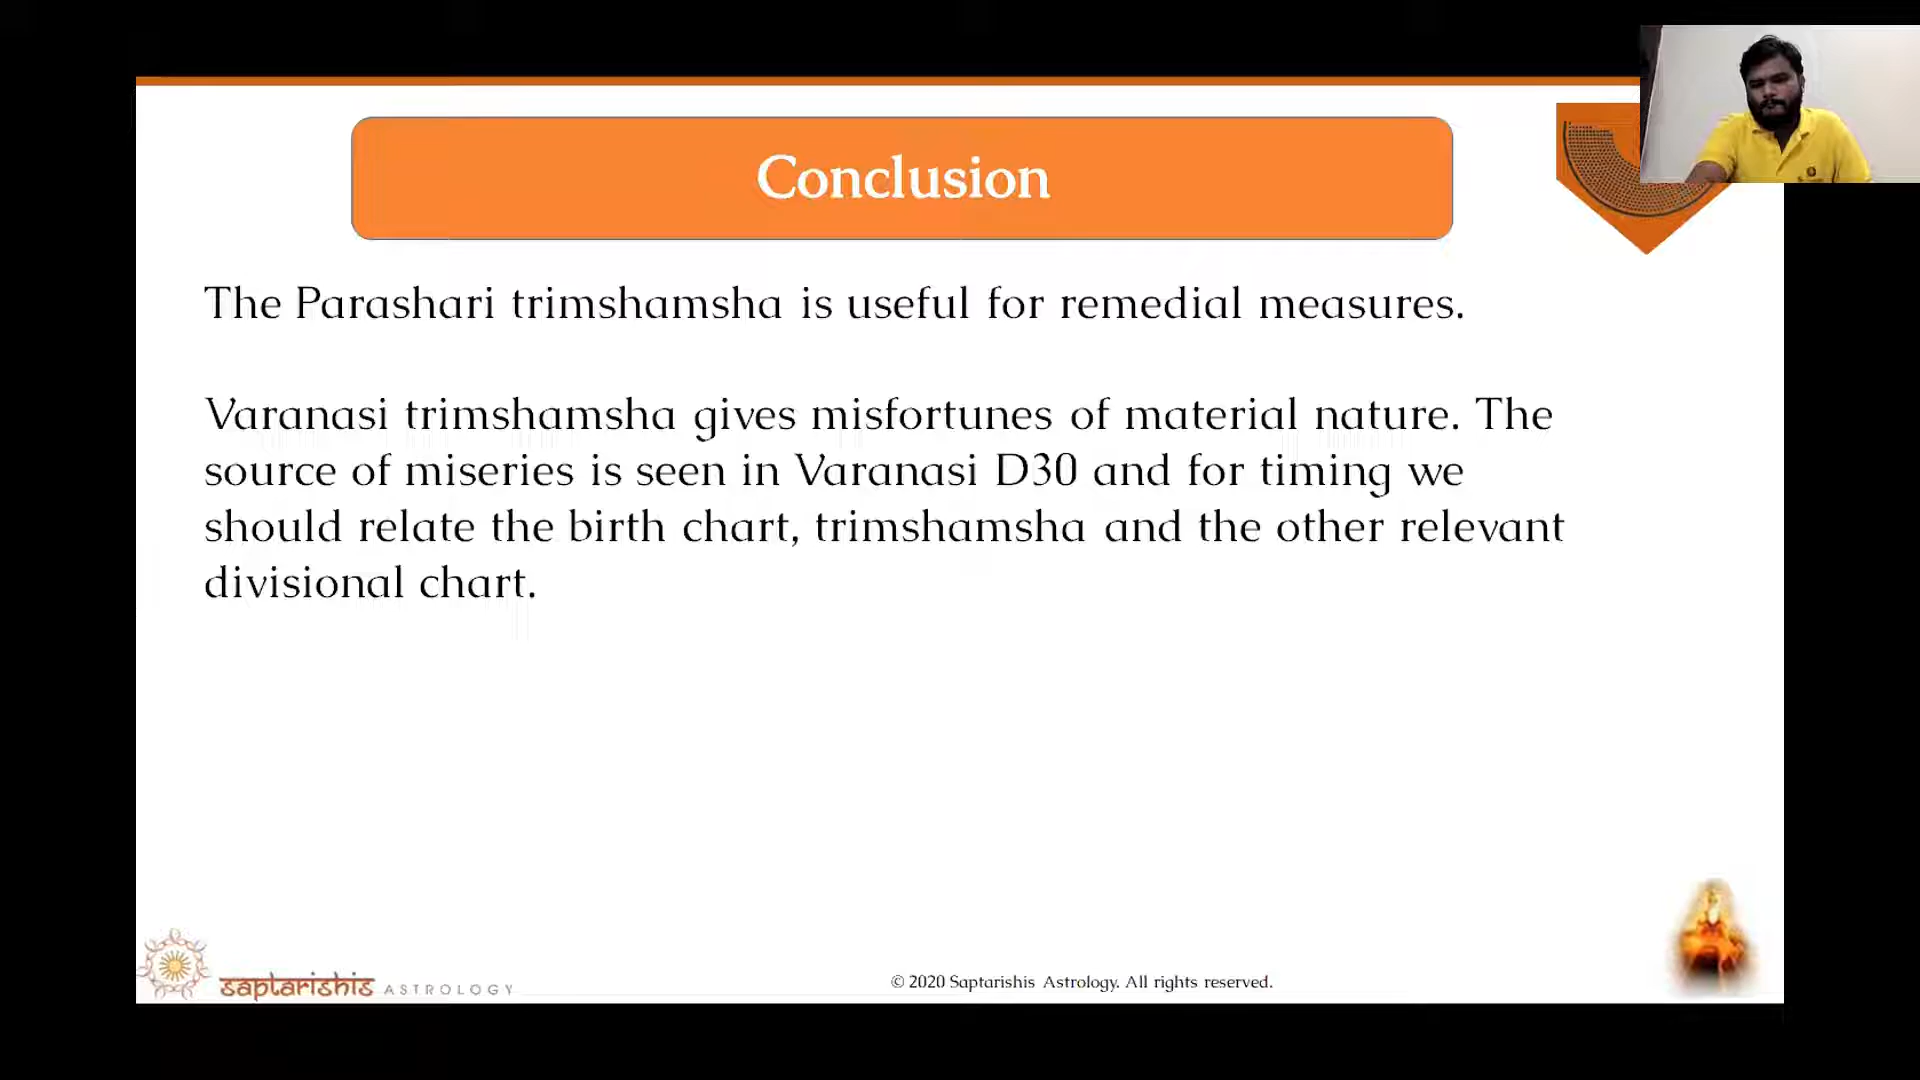 Conclusion
The Parashari trimshamsha is useful for remedial measures.
Varanasi trimshamsha gives misfortunes of material nature. The
source of miseries is seen in Varanasi D30 and for timing we
should relate the birth chart, trimshamsha and the other relevant
divisional chart.
saptarishis ASTROLOGY
© 2020 Saptarishis Astrology. All rights reserved.